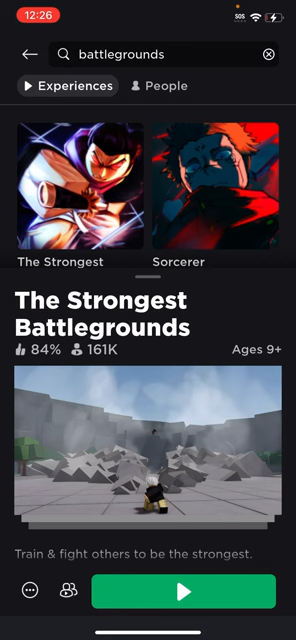 12:26
SOS
battlegrounds
Experiences
People
The Strongest
Sorcerer
The Strongest
Battlegrounds
84% 161K Ages 9+
Train & fight others to be the strongest.